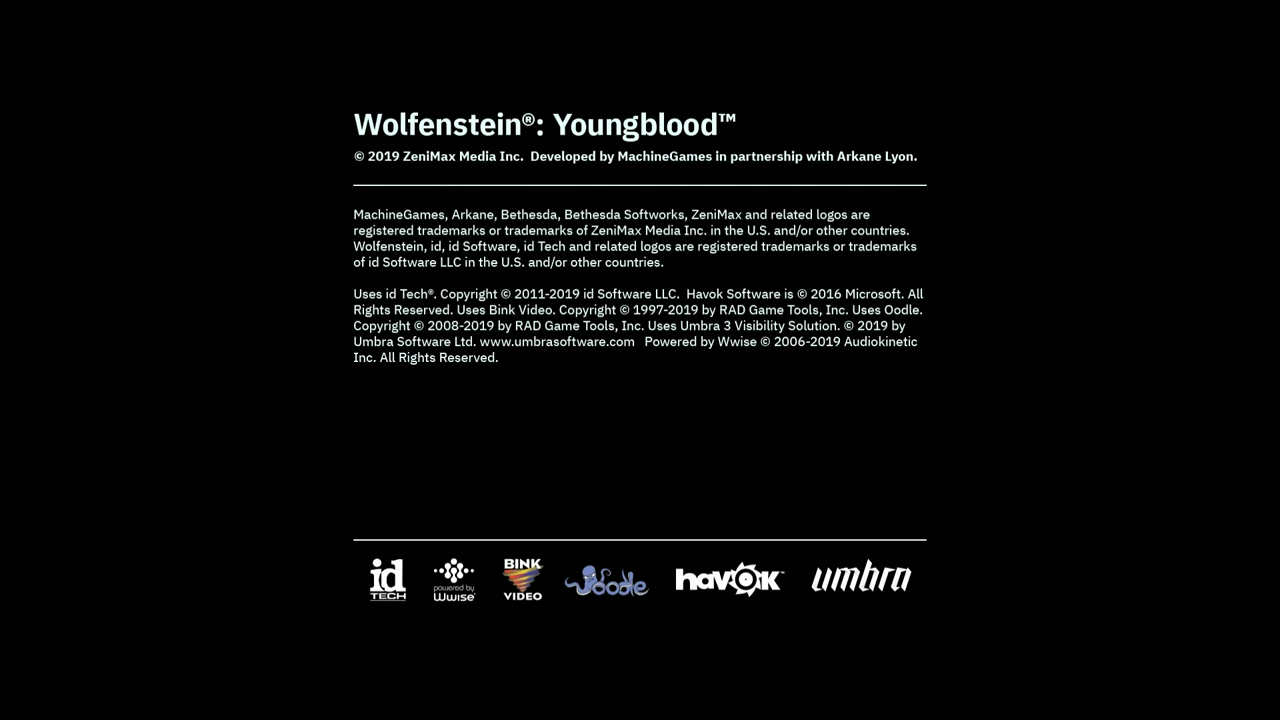 Wolfenstein®: Youngblood™
© 2019 ZeniMax Media Inc.  Developed by MachineGames in partnership with Arkane Lyon.
MachineGames, Arkane, Bethesda, Bethesda Softworks, ZeniMax and related logos are
registered trademarks or trademarks of ZeniMax Media Inc. in the U.S. and/or other countries.
Wolfenstein, id, id Software, id Tech and related logos are registered trademarks or trademarks
of id Software LLC in the U.S. and/or other countries.
Uses id Tech®. Copyright © 2011-2019 id Software LLC.  Havok Software is © 2016 Microsoft. All
Rights Reserved. Uses Bink Video. Copyright © 1997-2019 by RAD Game Tools, Inc. Uses Oodle.
Copyright © 2008-2019 by RAD Game Tools, Inc. Uses Umbra 3 Visibility Solution. © 2019 by
Umbra Software Ltd. www.umbrasoftware.com   Powered by Wwise © 2006-2019 Audiokinetic
Inc. All Rights Reserved.
id
TECH
powered by
Wwise
BINK
VIDEO
oodle
havok™
umbra